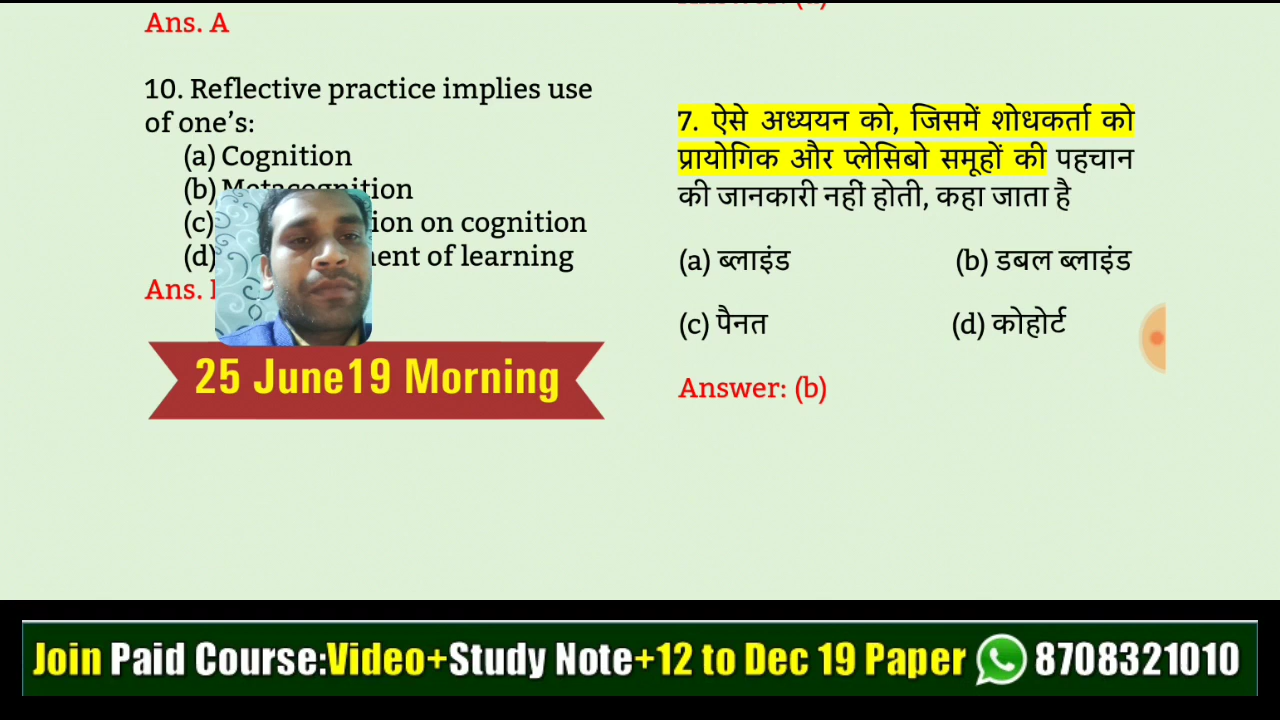 Ans. A
10. Reflective practice implies use
of one’s:
(a) Cognition
(b) Metacognition
(c) on cognition
(d) of learning
Ans.
25 June19 Morning
7. ऐसे अध्ययन को, जिसमें शोधकर्ता को
प्रायोगिक और प्लेसिबो समूहों की पहचान
की जानकारी नहीं होती, कहा जाता है
(a) ब्लाइंड (b) डबल ब्लाइंड
(c) पैनत (d) कोहोर्ट
Answer: (b)
Join Paid Course:Video+Study Note+12 to Dec 19 Paper 8708321010